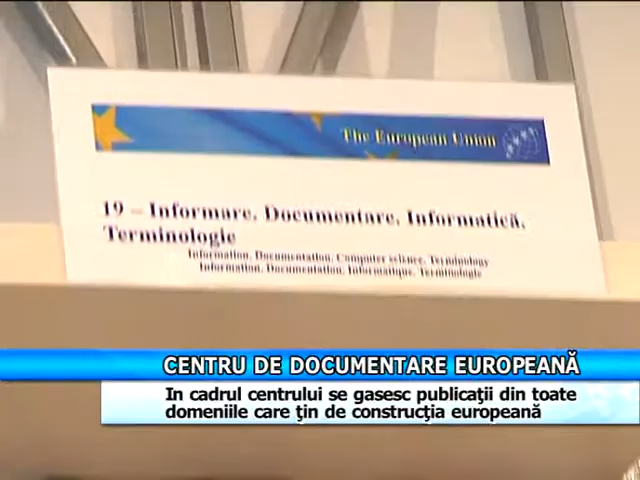 The European Union
19 – Informare, Documentare, Informatică,
Terminologie
Information, Documentation, Computer science, Terminology
Information, Documentation, Informatique, Terminologie
CENTRU DE DOCUMENTARE EUROPEANĂ
In cadrul centrului se gasesc publicaţii din toate
domeniile care ţin de construcţia europeană